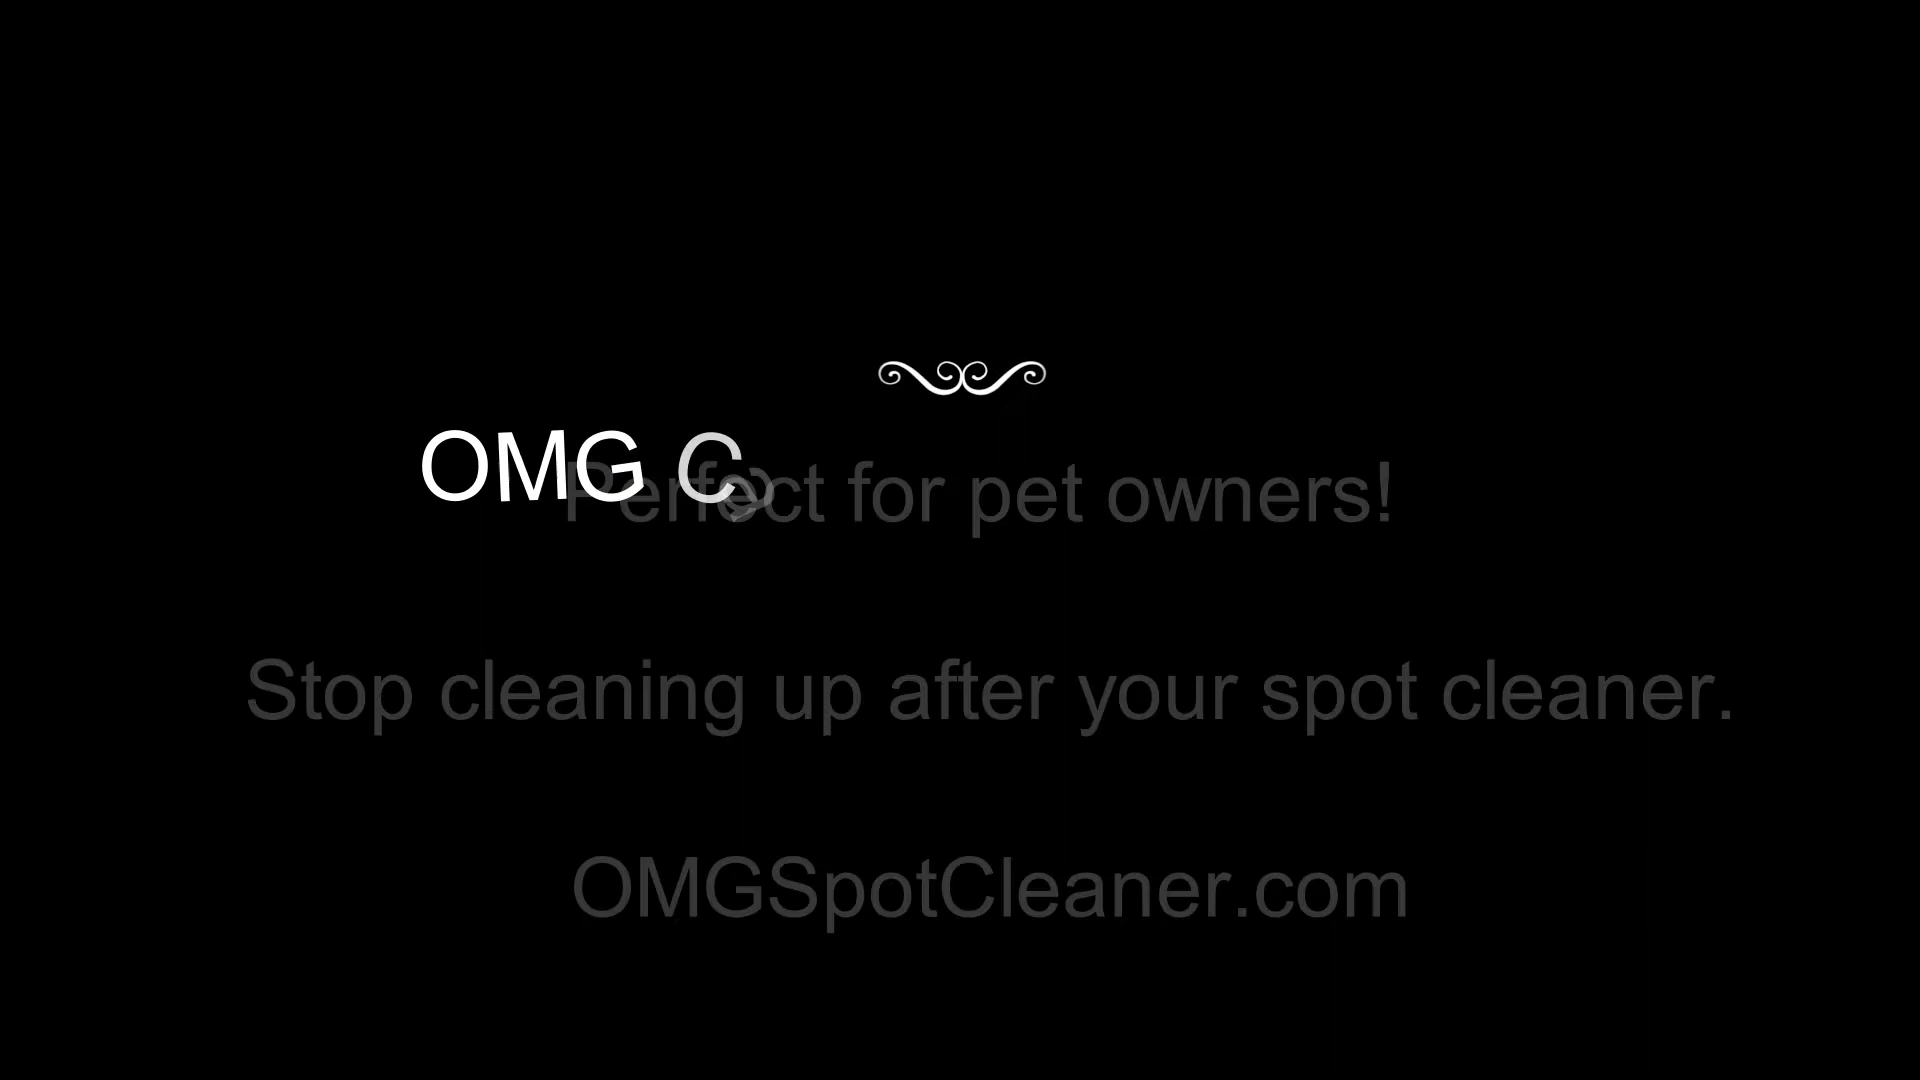 OMG C
Perfect for pet owners!
Stop cleaning up after your spot cleaner.
OMGSpotCleaner.com